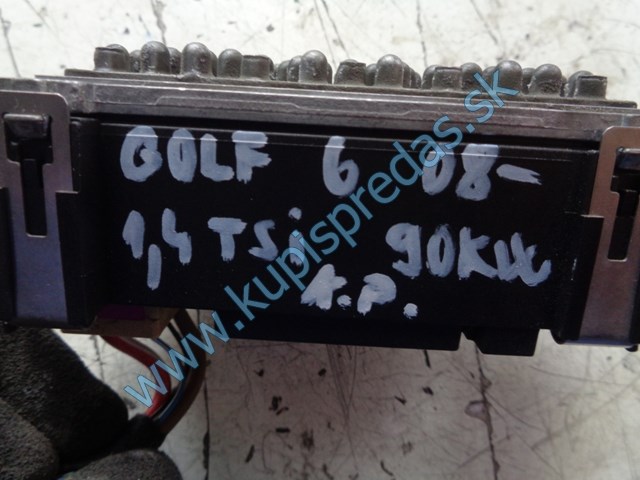 GOLF 6 08-
1,4 TSi 90KW
A.P.
www.kupispredas.sk